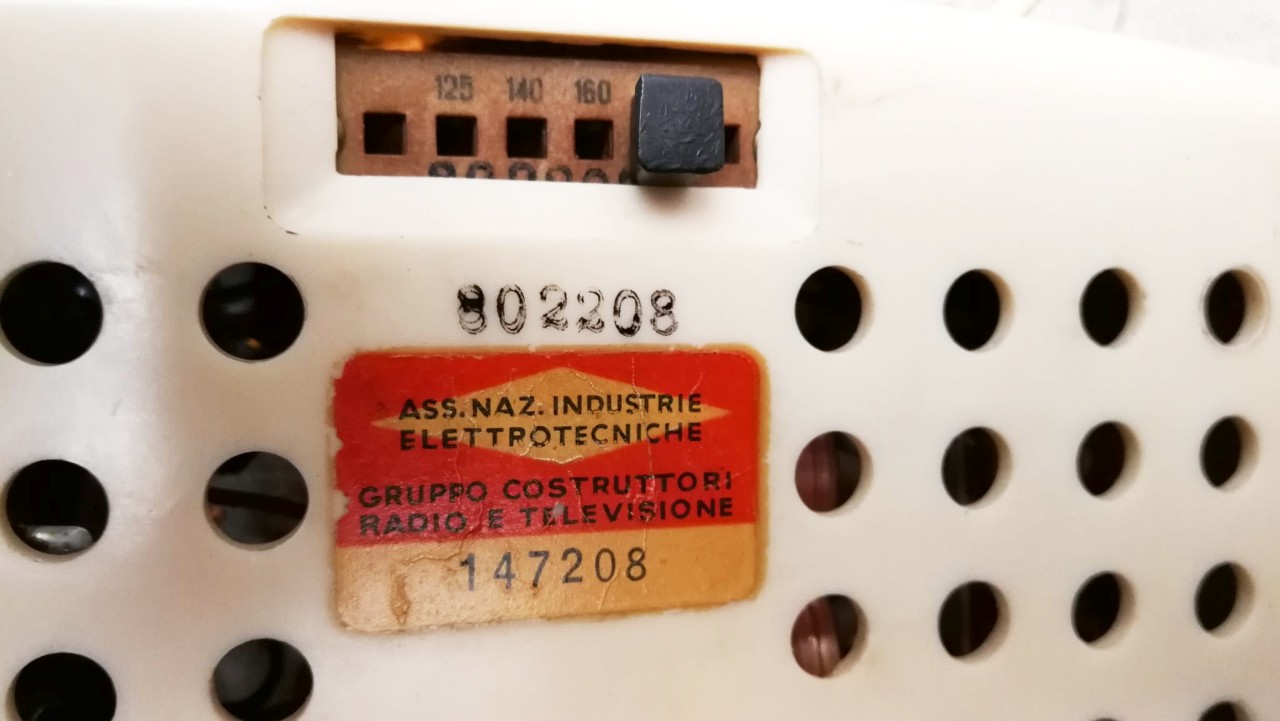 125 140 160
802208
ASS. NAZ. INDUSTRIE
ELETTROTECNICHE
GRUPPO COSTRUTTORI
RADIO E TELEVISIONE
147208